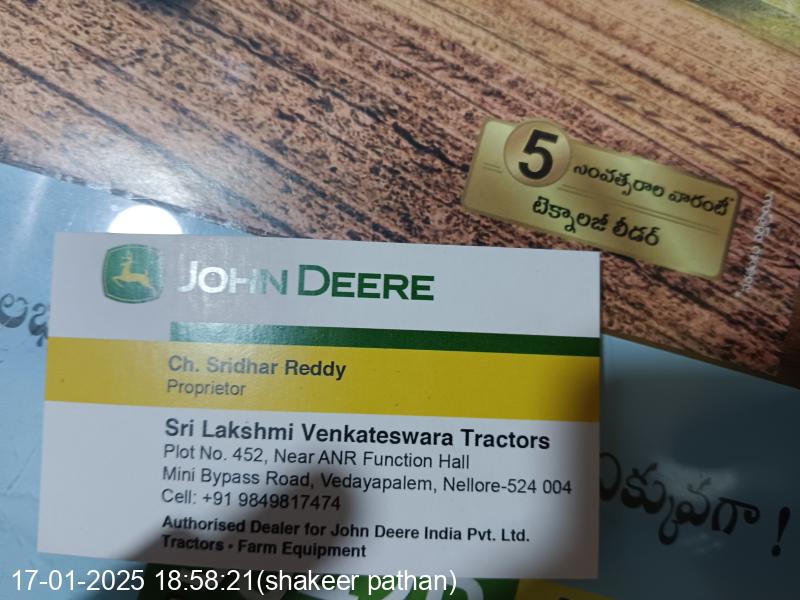 5 సంవత్సరాల వారంటీ
టెక్నాలజీ లీడర్
JOHN DEERE
Ch. Sridhar Reddy
Proprietor
Sri Lakshmi Venkateswara Tractors
Plot No. 452, Near ANR Function Hall
Mini Bypass Road, Vedayapalem, Nellore-524 004
Cell: +91 9849817474
Authorised Dealer for John Deere India Pvt. Ltd.
Tractors • Farm Equipment
17-01-2025 18:58:21(shakeer pathan)